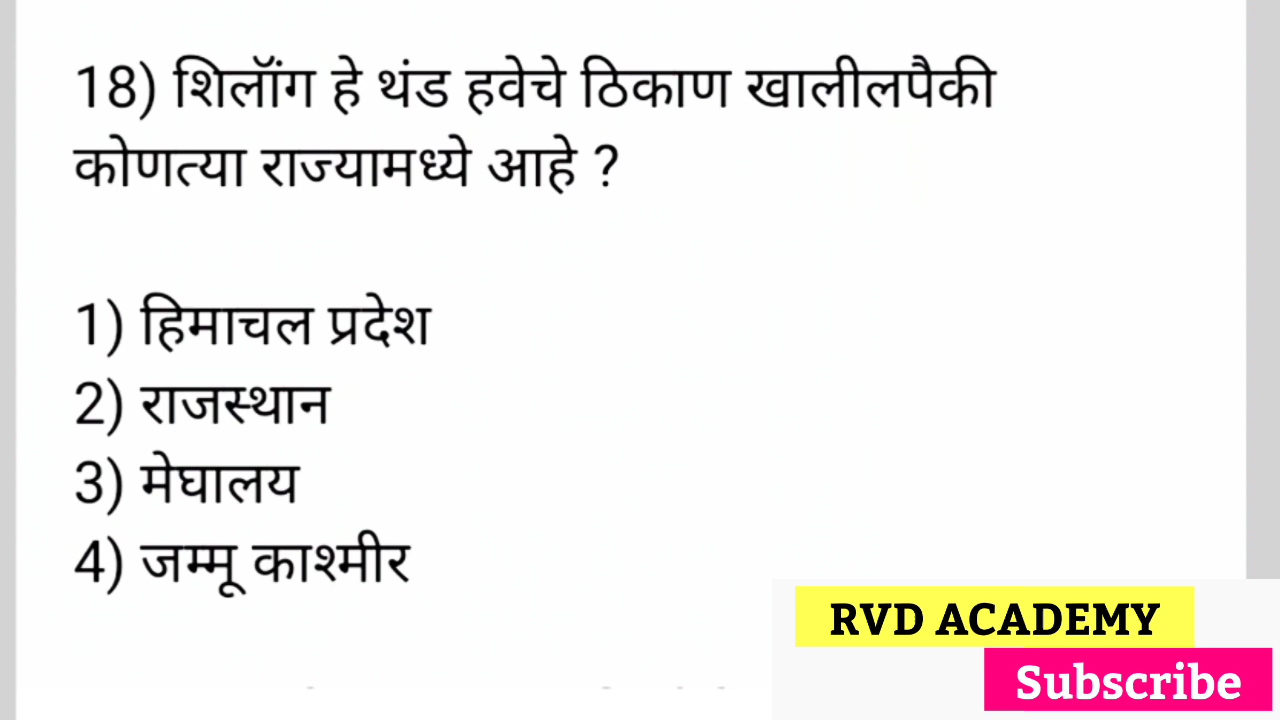 18) शिलॉंग हे थंड हवेचे ठिकाण खालीलपैकी
कोणत्या राज्यामध्ये आहे ?
1) हिमाचल प्रदेश
2) राजस्थान
3) मेघालय
4) जम्मू काश्मीर
RVD ACADEMY
Subscribe